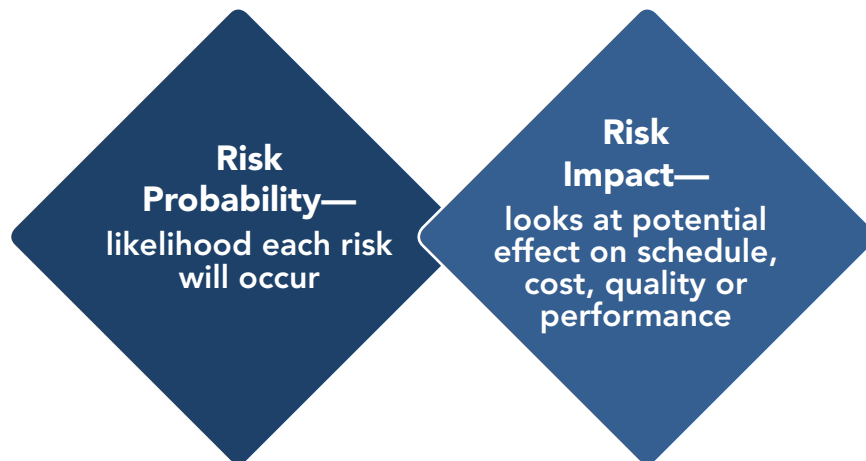 Risk
Probability—
likelihood each risk
will occur
Risk
Impact—
looks at potential
effect on schedule,
cost, quality or
performance